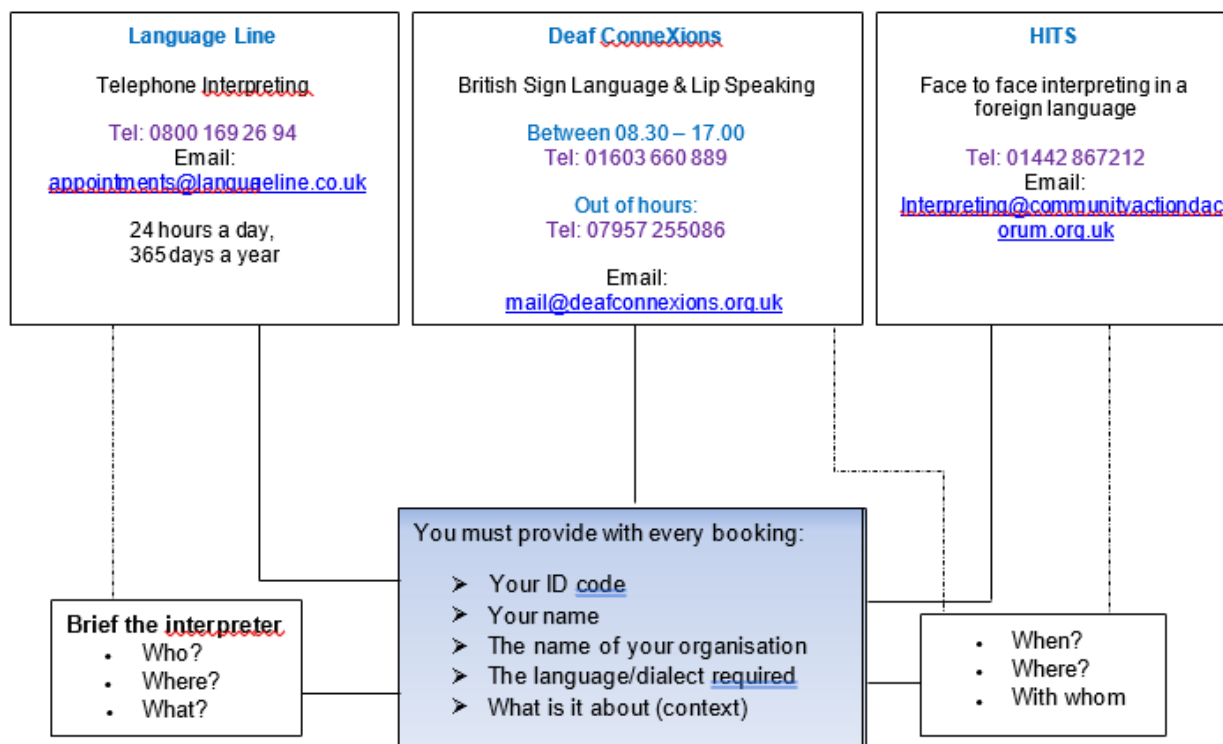 Language Line
Telephone Interpreting
Tel: 0800 169 26 94
Email:
appointments@languageline.co.uk
24 hours a day,
365 days a year
Deaf ConneXions
British Sign Language & Lip Speaking
Between 08.30 – 17.00
Tel: 01603 660 889
Out of hours:
Tel: 07957 255086
Email:
mail@deafconnexions.org.uk
HITS
Face to face interpreting in a
foreign language
Tel: 01442 867212
Email:
Interpreting@communityactiondac
orum.org.uk
You must provide with every booking:
➤ Your ID code
➤ Your name
➤ The name of your organisation
➤ The language/dialect required
➤ What is it about (context)
Brief the interpreter
• Who?
• Where?
• What?
• When?
• Where?
• With whom